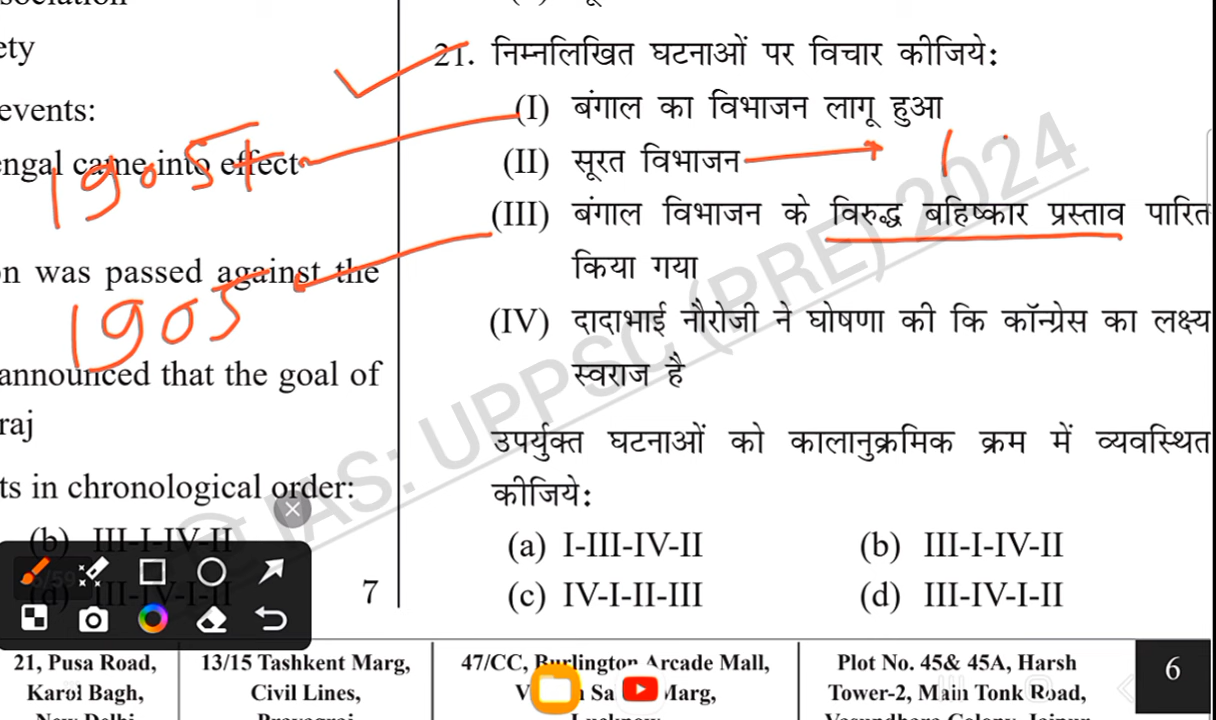 ety
events:
engal came into effect
on was passed against the
announced that the goal of
raj
ts in chronological order:
(b) III-I-IV-II
7
1905
1905
21. निम्नलिखित घटनाओं पर विचार कीजिये:
(I) बंगाल का विभाजन लागू हुआ
(II) सूरत विभाजन
(III) बंगाल विभाजन के विरुद्ध बहिष्कार प्रस्ताव पारित
किया गया
(IV) दादाभाई नौरोजी ने घोषणा की कि कॉन्ग्रेस का लक्ष्य
स्वराज है
उपर्युक्त घटनाओं को कालानुक्रमिक क्रम में व्यवस्थित
कीजिये:
(a) I-III-IV-II (b) III-I-IV-II
(c) IV-I-II-III (d) III-IV-I-II
IAS: UPPSC (PRE) 2024
21, Pusa Road,
Karol Bagh,
13/15 Tashkent Marg,
Civil Lines,
47/CC, Burlington Arcade Mall,
Marg,
Plot No. 45& 45A, Harsh
Tower-2, Main Tonk Road,
6